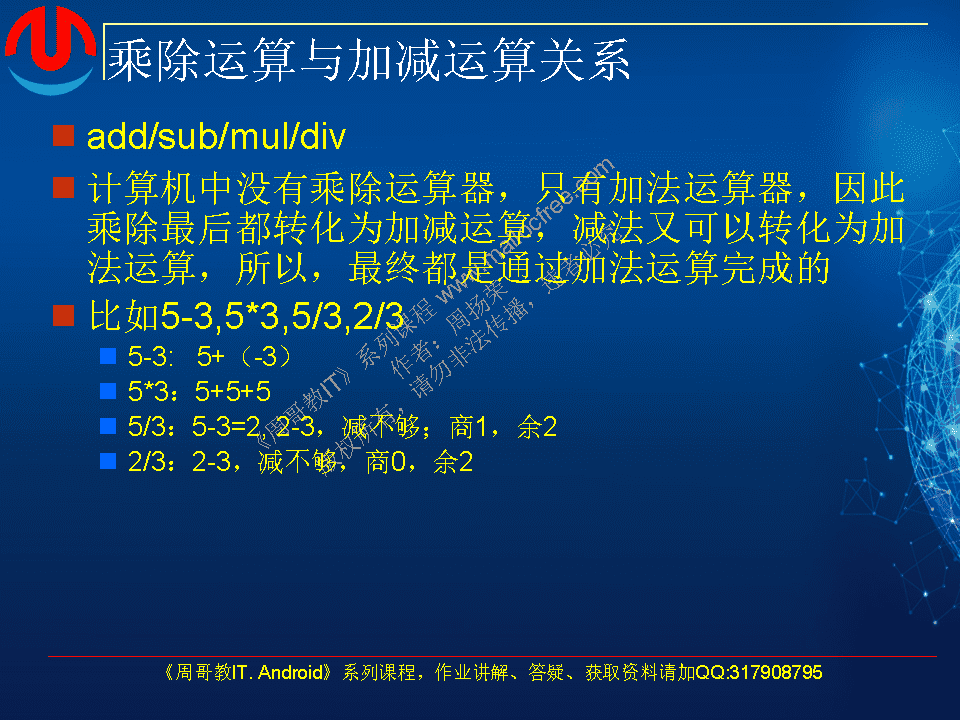 乘除运算与加减运算关系
add/sub/mul/div
计算机中没有乘除运算器，只有加法运算器，因此
乘除最后都转化为加减运算，减法又可以转化为加
法运算，所以，最终都是通过加法运算完成的
比如5-3,5*3,5/3,2/3
5-3: 5+（-3）
5*3：5+5+5
5/3：5-3=2, 2-3，减不够；商1，余2
2/3：2-3，减不够，商0，余2
《周哥教IT》系列课程
作者：周扬荣
版权所有，请勿非法传播，违者必究
《周哥教IT. Android》系列课程，作业讲解、答疑、获取资料请加QQ:317908795